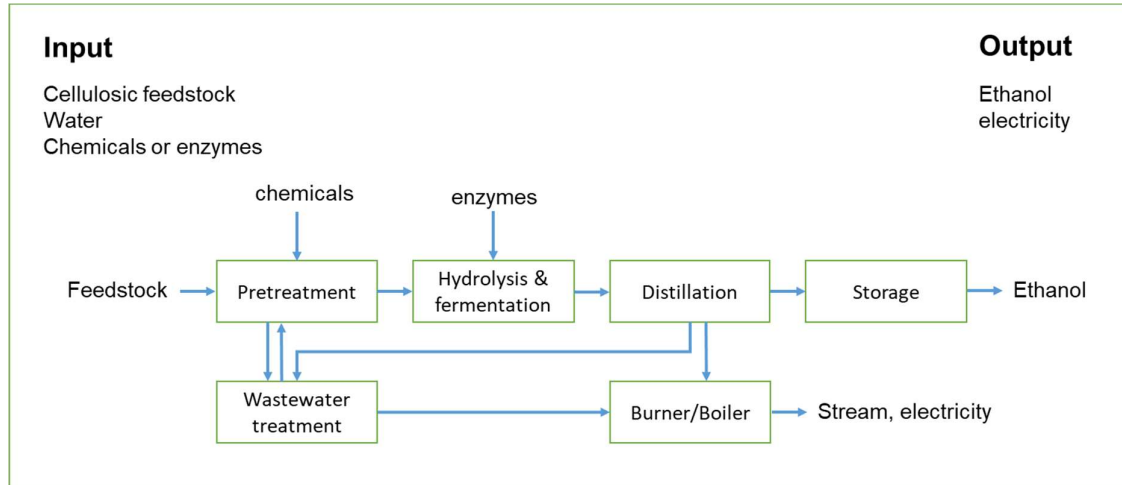 Input
Output
Cellulosic feedstock
Water
Chemicals or enzymes
Ethanol
electricity
chemicals
enzymes
Feedstock
Pretreatment
Hydrolysis &
fermentation
Distillation
Storage
Ethanol
Wastewater
treatment
Burner/Boiler
Stream, electricity